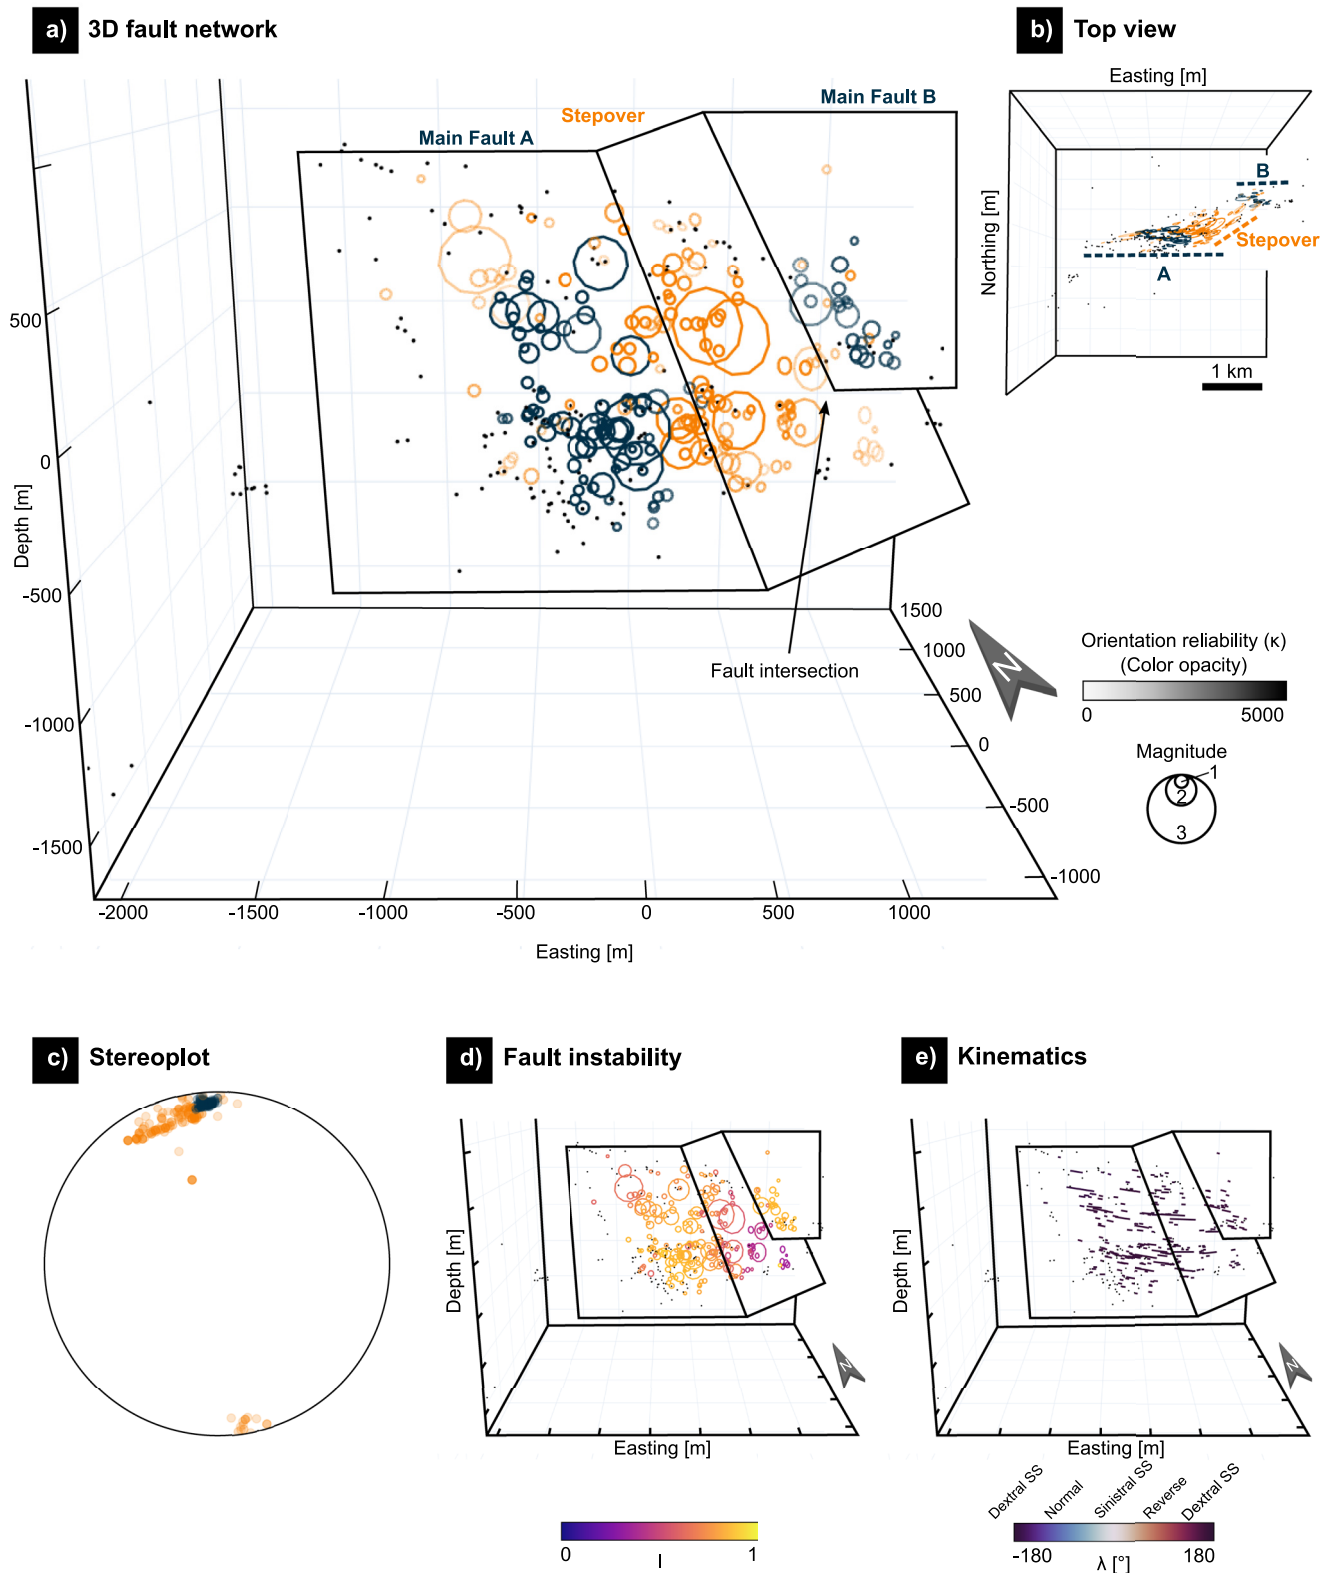 a) 3D fault network
b) Top view
Easting [m]
Main Fault B
Stepover
Main Fault A
B
Northing [m]
Stepover
A
500
1 km
0
Depth [m]
-500
1500
1000
Fault intersection
500
Orientation reliability (κ)
(Color opacity)
0 5000
N
-1000
0
Magnitude
1
2
3
-500
-1500
-1000
-2000 -1500 -1000 -500 0 500 1000
Easting [m]
c) Stereoplot
d) Fault instability
e) Kinematics
Depth [m]
Depth [m]
N
N
Easting [m]
Easting [m]
Dextral SS
Normal
Sinistral SS
Reverse
Dextral SS
0 1
I
-180 180
λ [°]